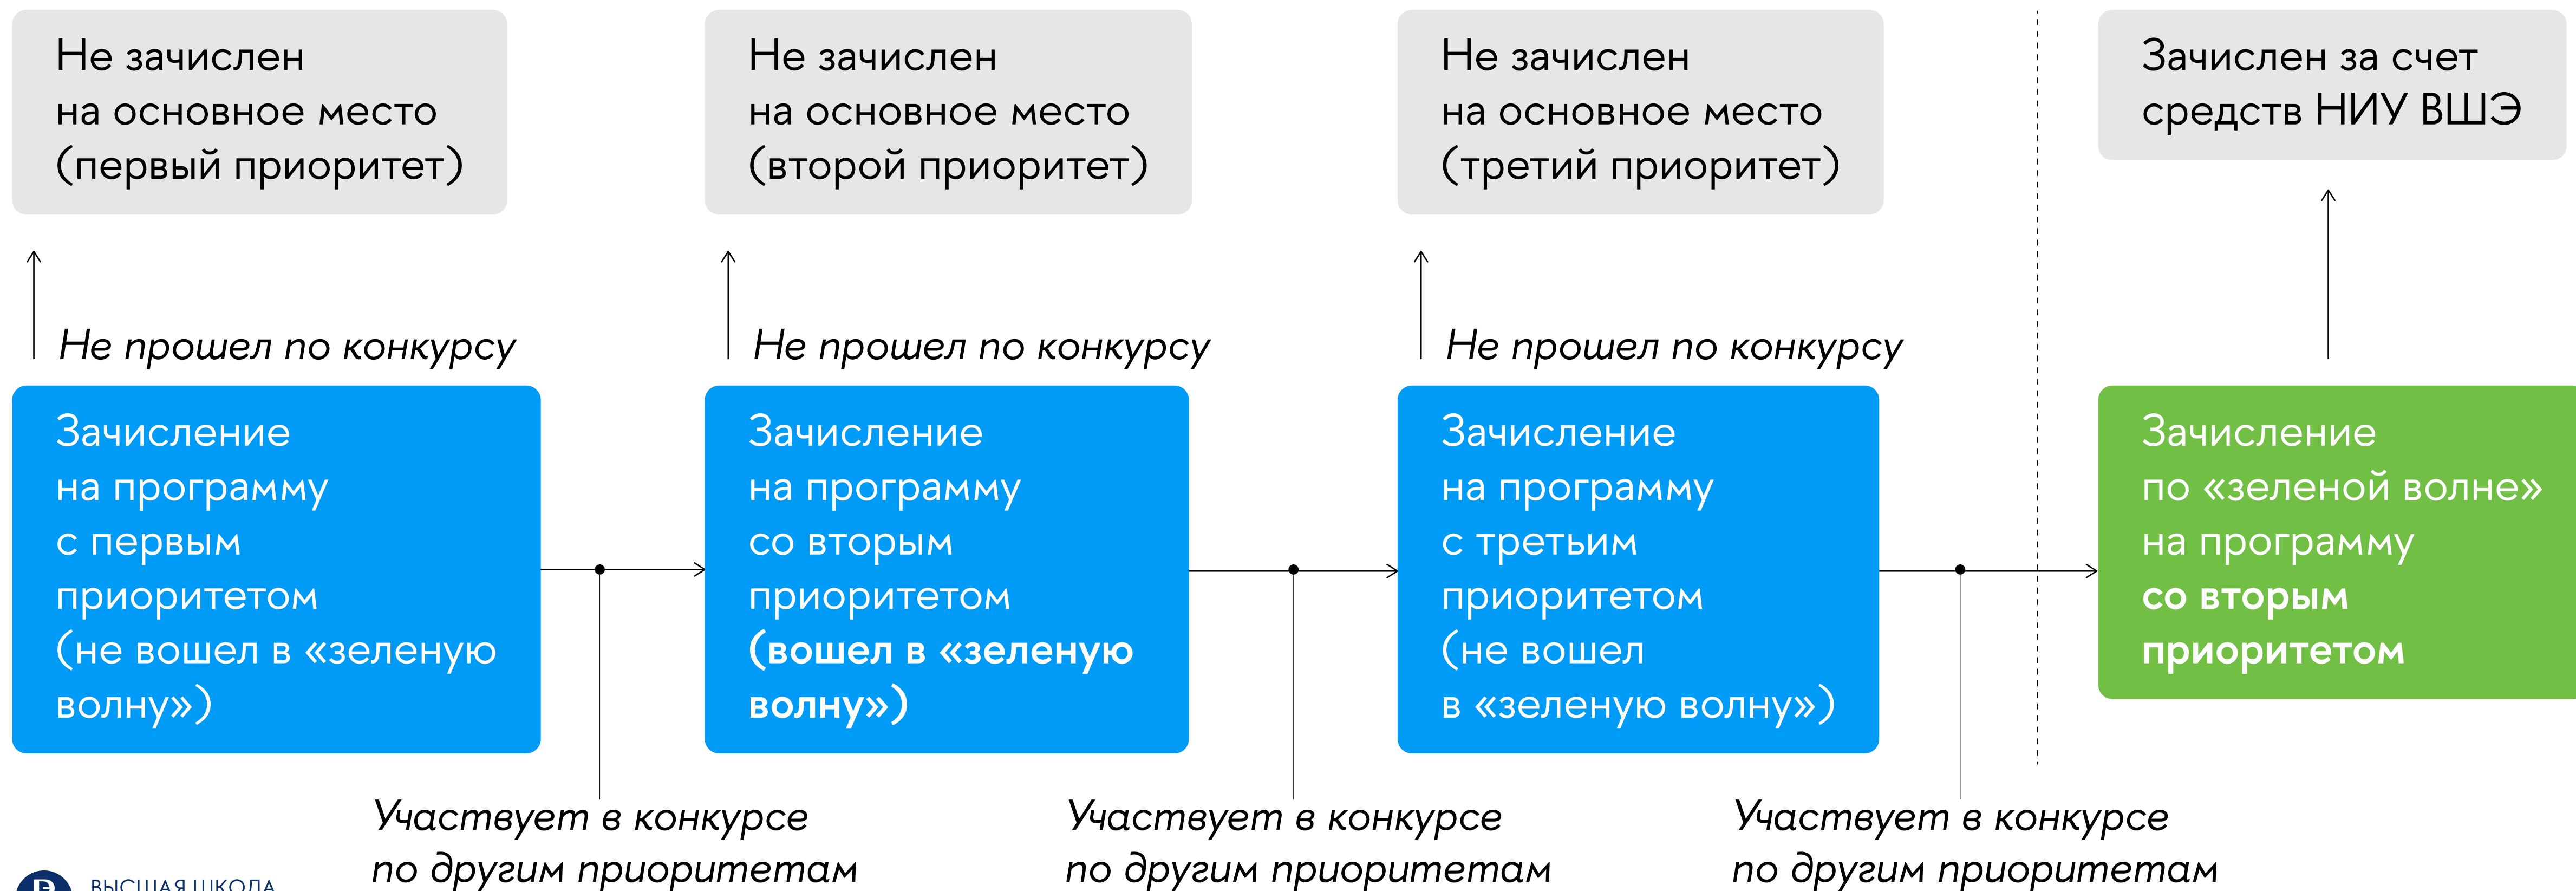 Не зачислен
на основное место
(первый приоритет)
Не зачислен
на основное место
(второй приоритет)
Не зачислен
на основное место
(третий приоритет)
Зачислен за счет
средств НИУ ВШЭ
Не прошел по конкурсу
Не прошел по конкурсу
Не прошел по конкурсу
Зачисление
на программу
с первым
приоритетом
(не вошел в «зеленую
волну»)
Зачисление
на программу
со вторым
приоритетом
(вошел в «зеленую
волну»)
Зачисление
на программу
с третьим
приоритетом
(не вошел
в «зеленую волну»)
Зачисление
по «зеленой волне»
на программу
со вторым
приоритетом
Участвует в конкурсе
по другим приоритетам
Участвует в конкурсе
по другим приоритетам
Участвует в конкурсе
по другим приоритетам
ВЫСШАЯ ШКОЛА